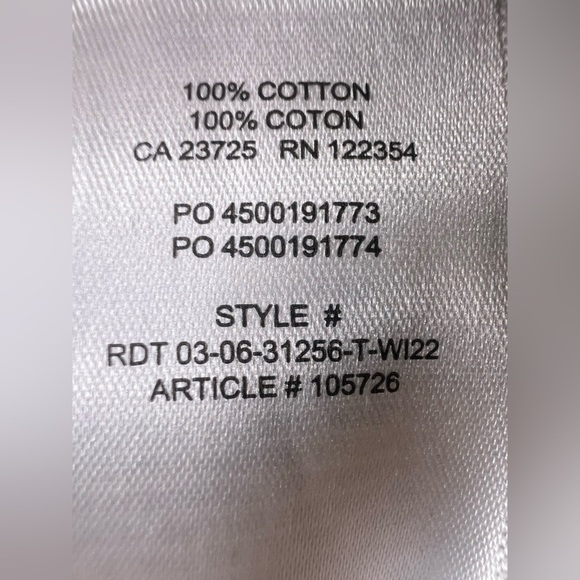 100% COTTON
100% COTON
CA 23725 RN 122354
PO 4500191773
PO 4500191774
STYLE #
RDT 03-06-31256-T-WI22
ARTICLE # 105726